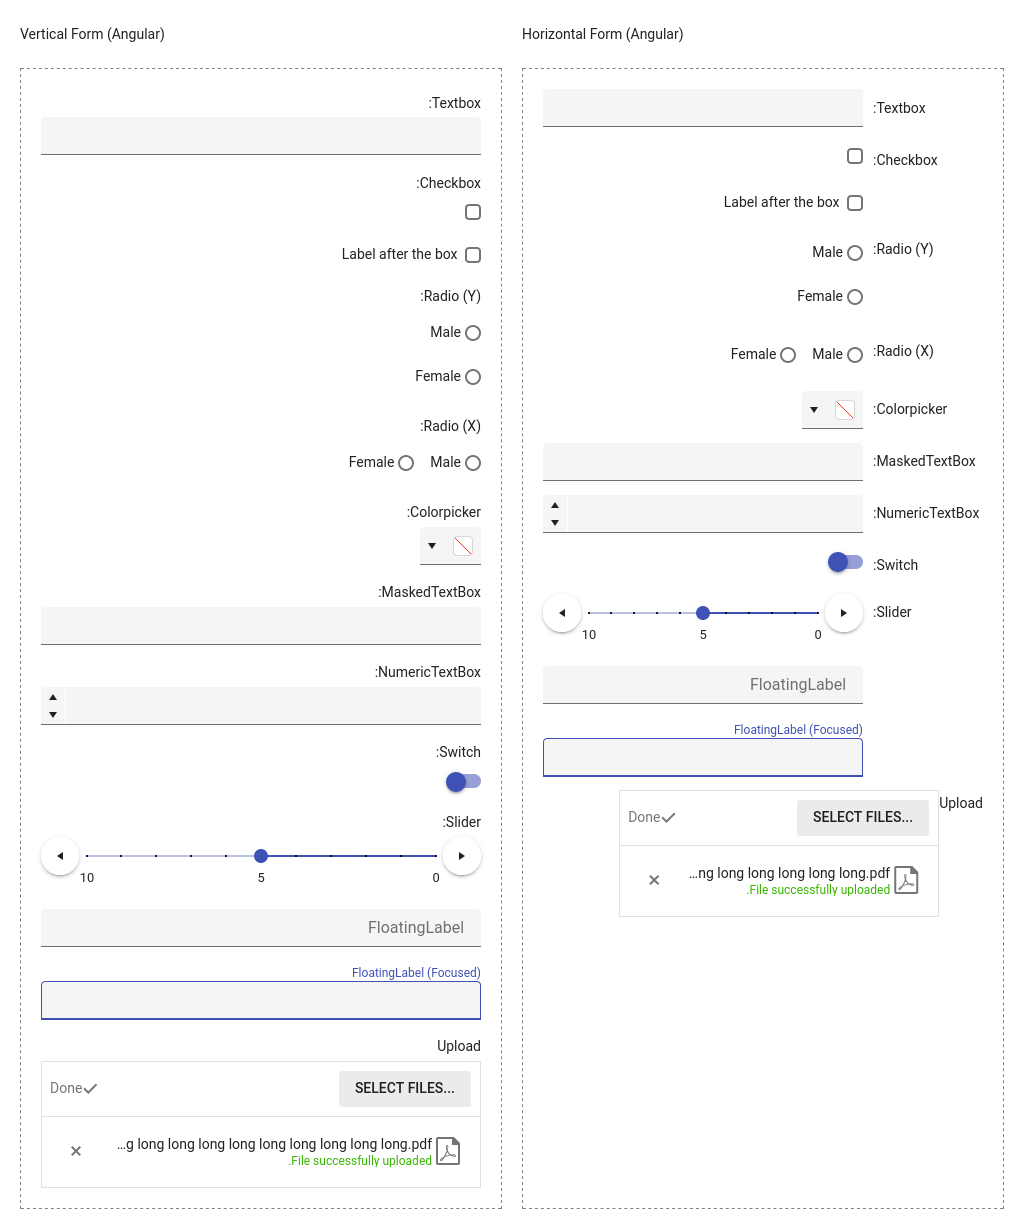 Vertical Form (Angular)
:Textbox
:Checkbox
Label after the box
:Radio (Y)
Male
Female
:Radio (X)
Female Male
:Colorpicker
:MaskedTextBox
:NumericTextBox
:Switch
:Slider
10 5 0
FloatingLabel
FloatingLabel (Focused)
Upload
Done SELECT FILES...
...g long long long long long long long long long.pdf
.File successfully uploaded
Horizontal Form (Angular)
:Textbox
:Checkbox
Label after the box
Male :Radio (Y)
Female
Female Male :Radio (X)
:Colorpicker
:MaskedTextBox
:NumericTextBox
:Switch
:Slider
10 5 0
FloatingLabel
FloatingLabel (Focused)
Upload
Done SELECT FILES...
...ng long long long long long.pdf
.File successfully uploaded